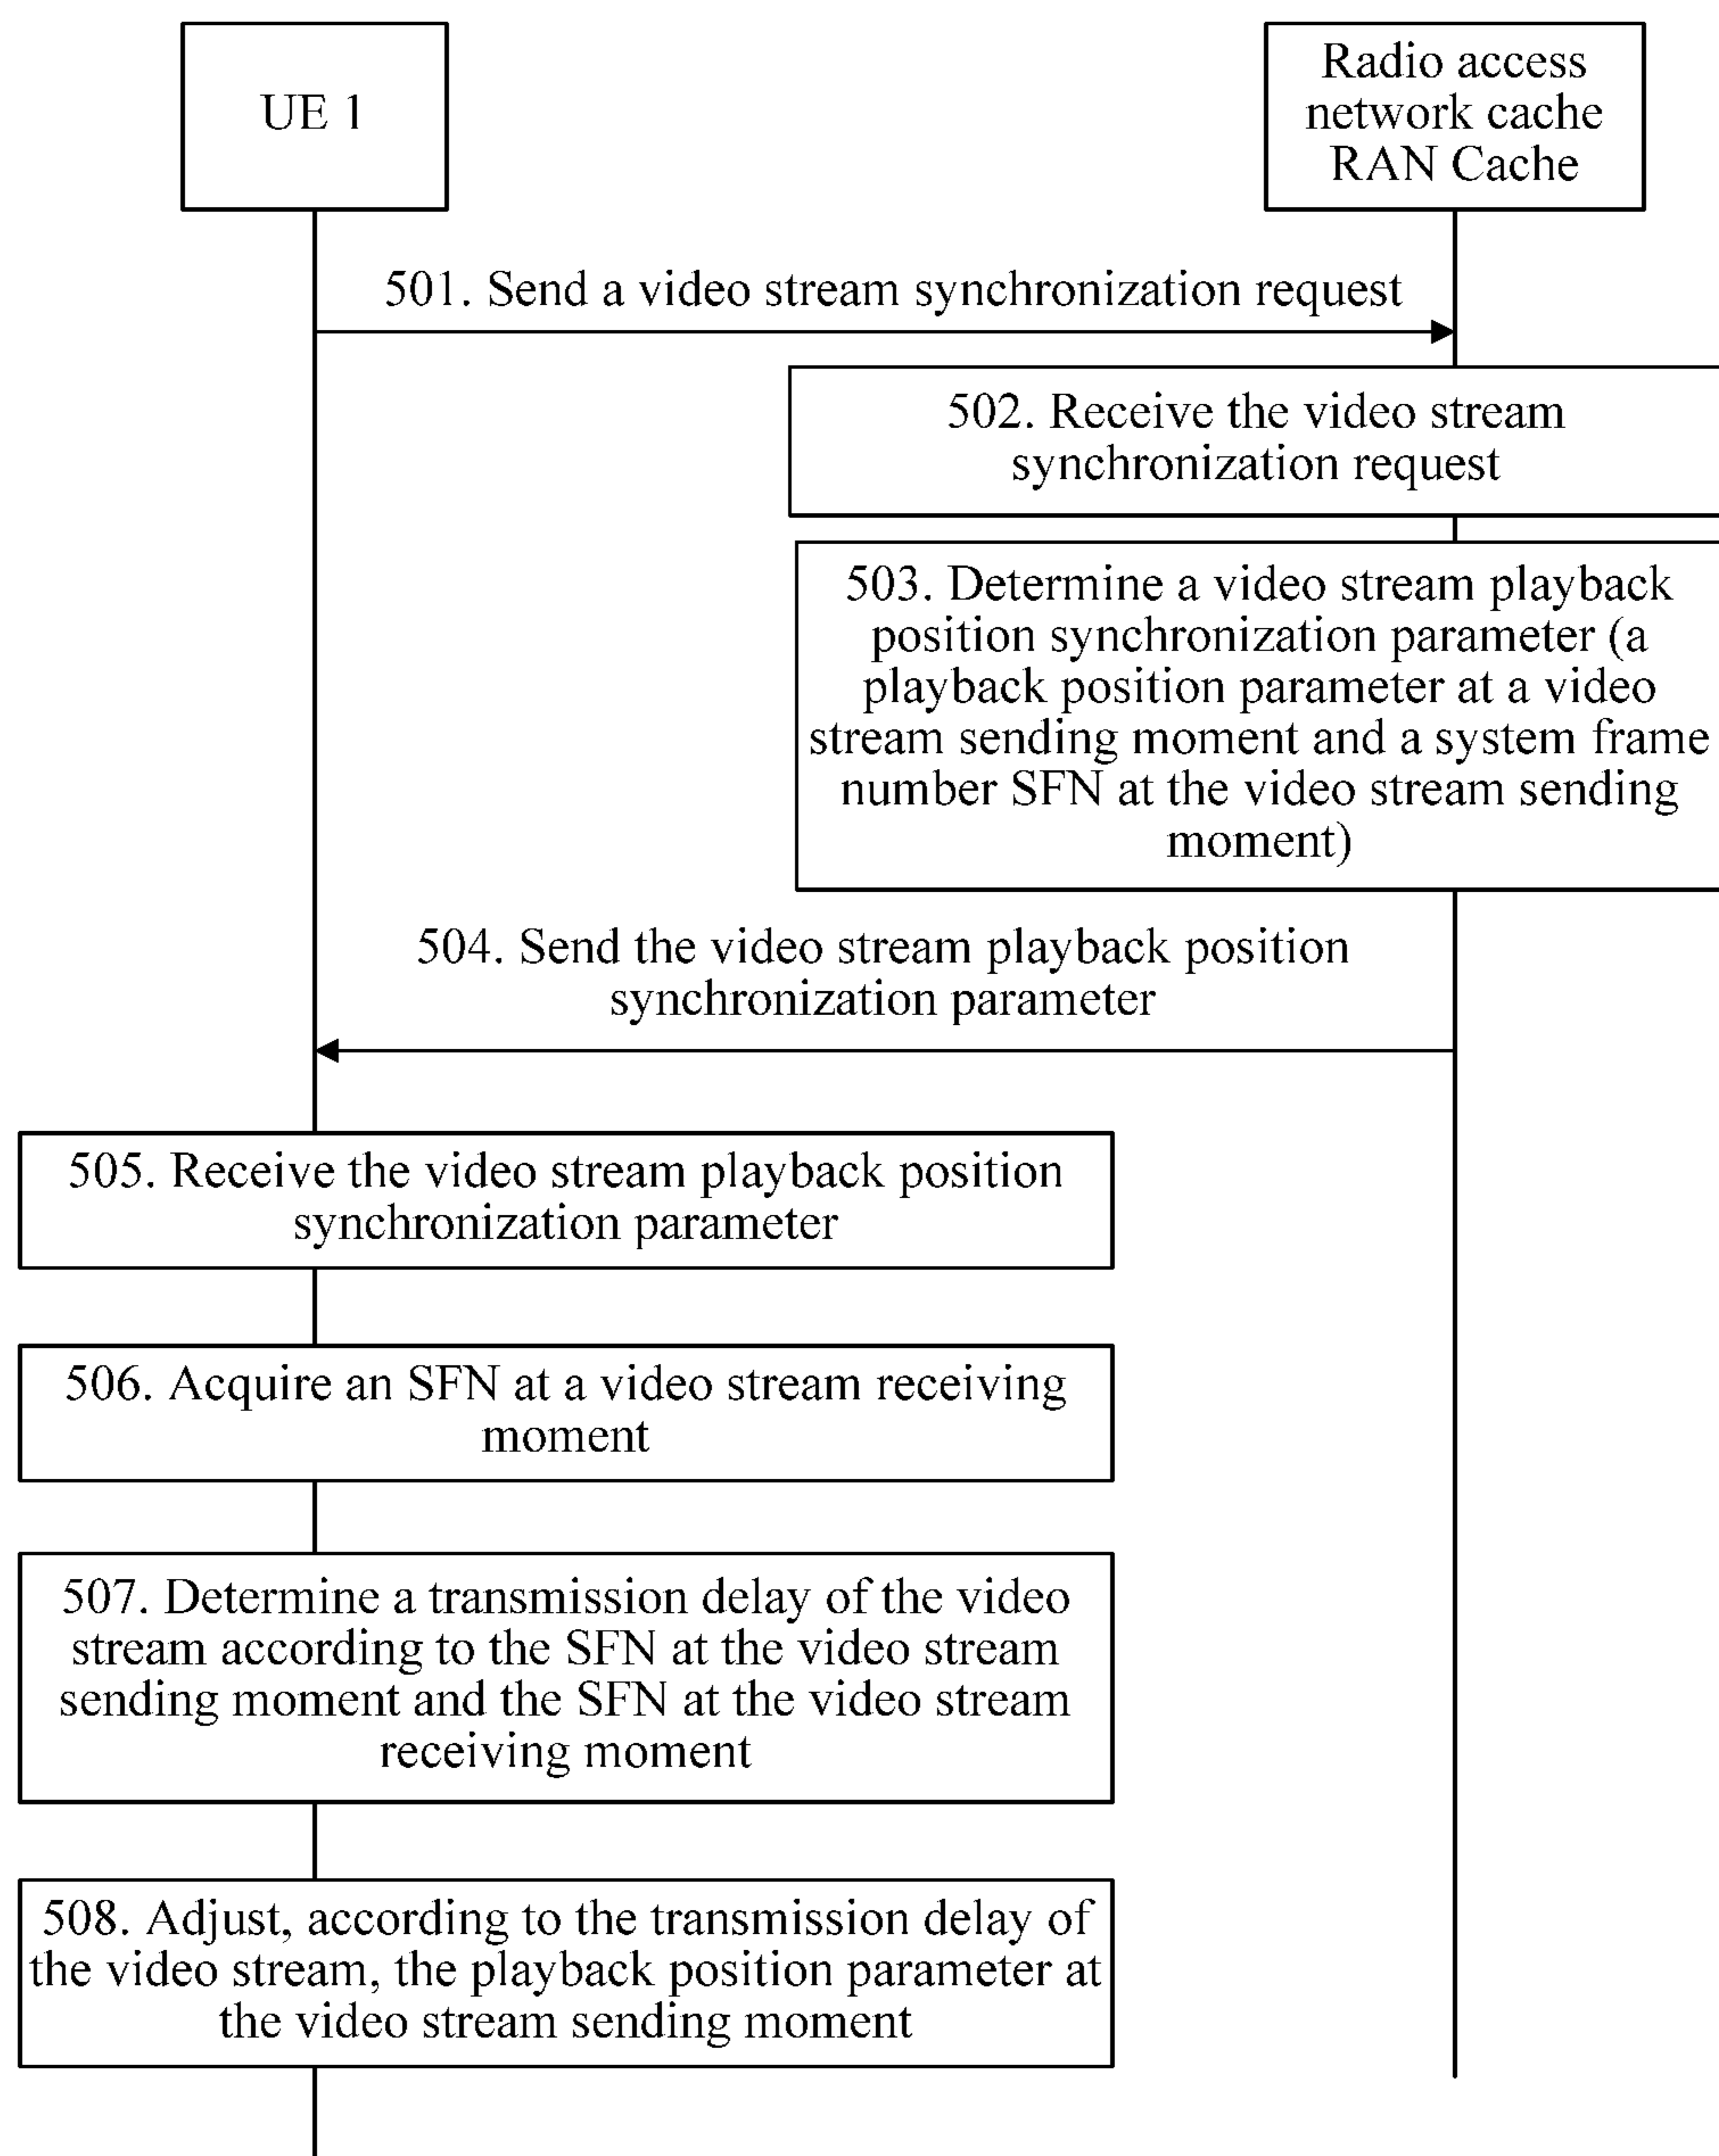 UE 1
Radio access
network cache
RAN Cache
501. Send a video stream synchronization request
502. Receive the video stream
synchronization request
503. Determine a video stream playback
position synchronization parameter (a
playback position parameter at a video
stream sending moment and a system frame
number SFN at the video stream sending
moment)
504. Send the video stream playback position
synchronization parameter
505. Receive the video stream playback position
synchronization parameter
506. Acquire an SFN at a video stream receiving
moment
507. Determine a transmission delay of the video
stream according to the SFN at the video stream
sending moment and the SFN at the video stream
receiving moment
508. Adjust, according to the transmission delay of
the video stream, the playback position parameter at
the video stream sending moment